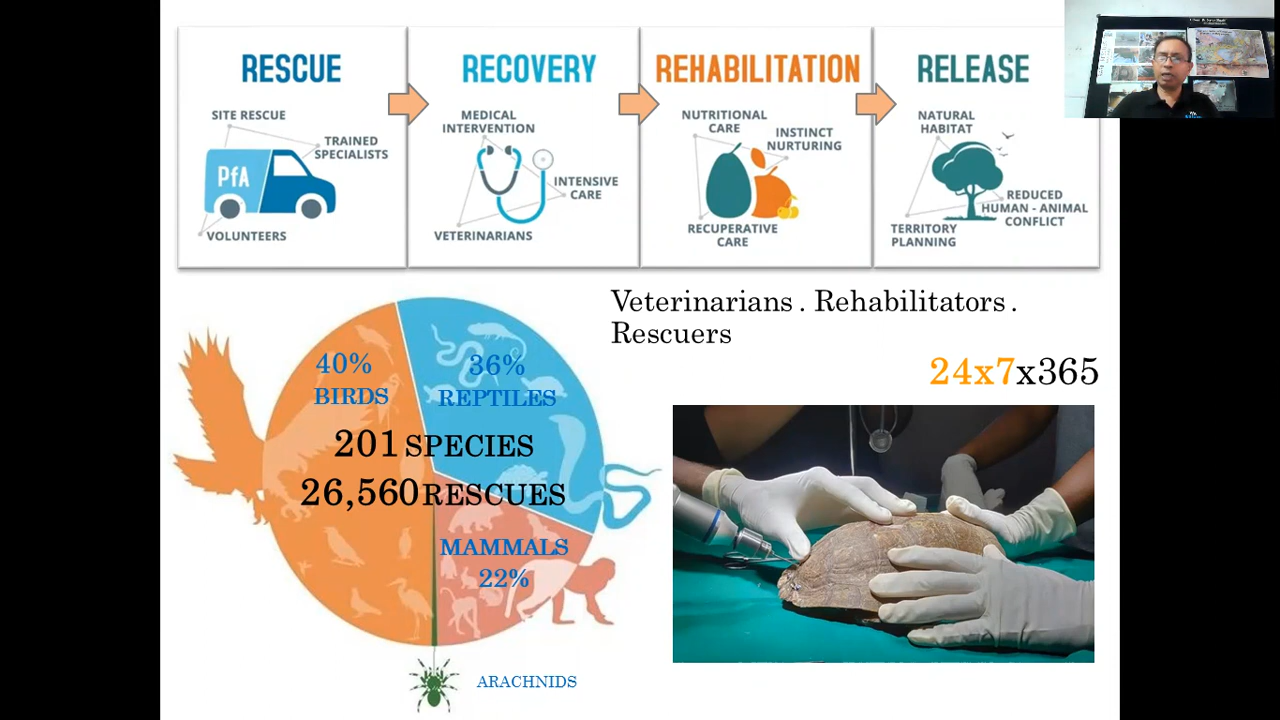 RESCUE
SITE RESCUE
TRAINED
SPECIALISTS
PfA
VOLUNTEERS
RECOVERY
MEDICAL
INTERVENTION
INTENSIVE
CARE
VETERINARIANS
REHABILITATION
NUTRITIONAL
CARE
INSTINCT
NURTURING
RECUPERATIVE
CARE
RELEASE
NATURAL
HABITAT
REDUCED
HUMAN - ANIMAL
CONFLICT
TERRITORY
PLANNING
Veterinarians . Rehabilitators .
Rescuers
24x7x365
40%
BIRDS
36%
REPTILES
201 SPECIES
26,560 RESCUES
MAMMALS
22%
ARACHNIDS